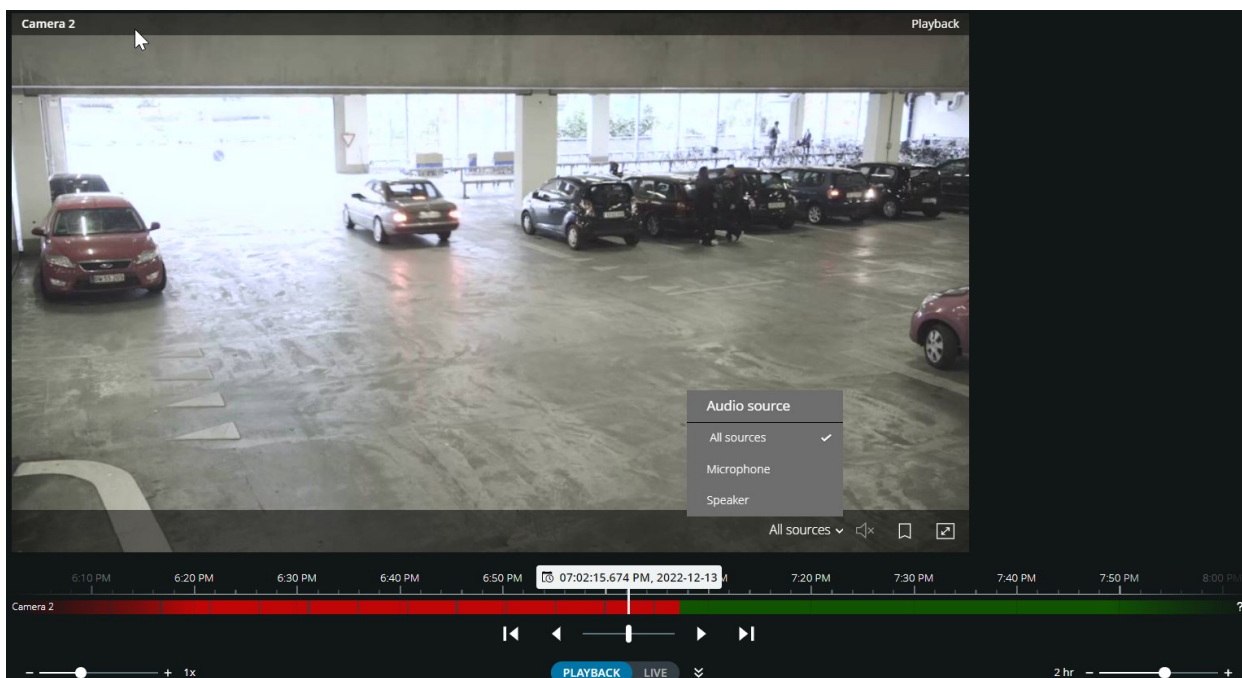 Camera 2
Playback
Audio source
All sources
Microphone
Speaker
All sources
6:10 PM 6:20 PM 6:30 PM 6:40 PM 6:50 PM 07:02:15.674 PM, 2022-12-13 7:20 PM 7:30 PM 7:40 PM 7:50 PM 8:00 PM
Camera 2 ?
- + 1x PLAYBACK LIVE 2 hr - +